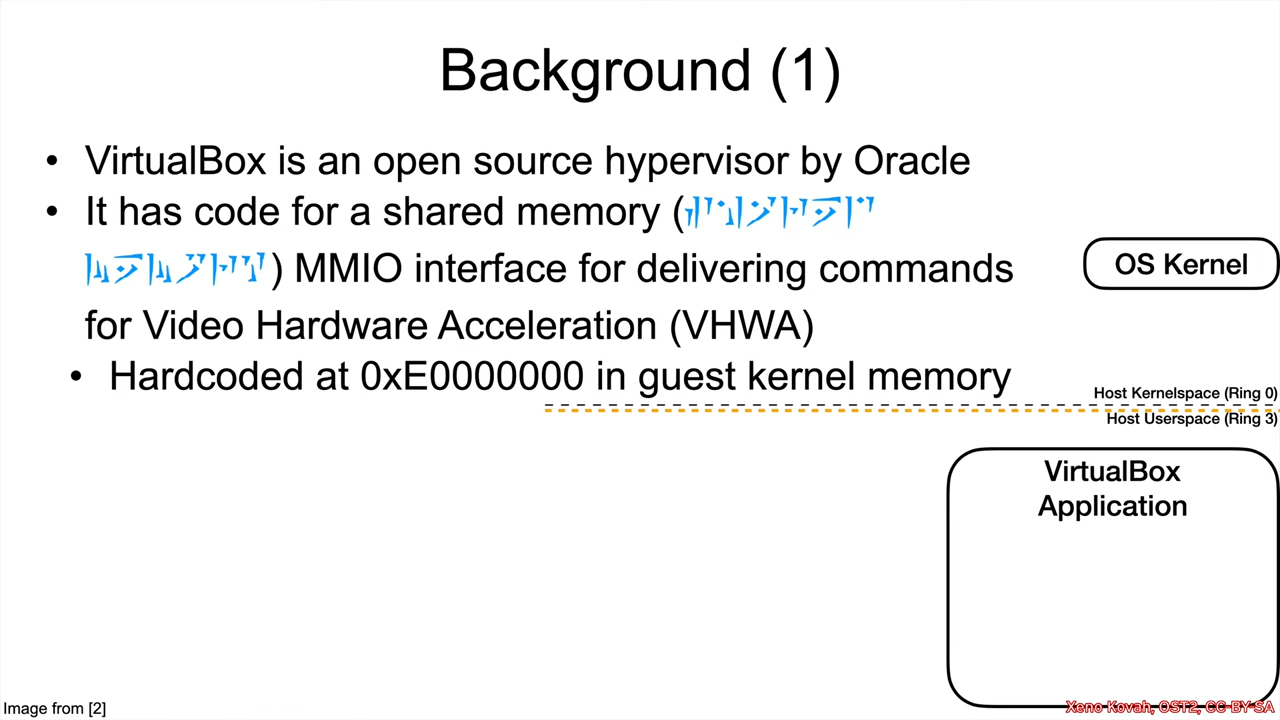 Background (1)
• VirtualBox is an open source hypervisor by Oracle
• It has code for a shared memory (
) MMIO interface for delivering commands
for Video Hardware Acceleration (VHWA)
• Hardcoded at 0xE0000000 in guest kernel memory
OS Kernel
Host Kernelspace (Ring 0)
Host Userspace (Ring 3)
VirtualBox
Application
Image from [2]
Xeno Kovah, OST2, CC-BY-SA